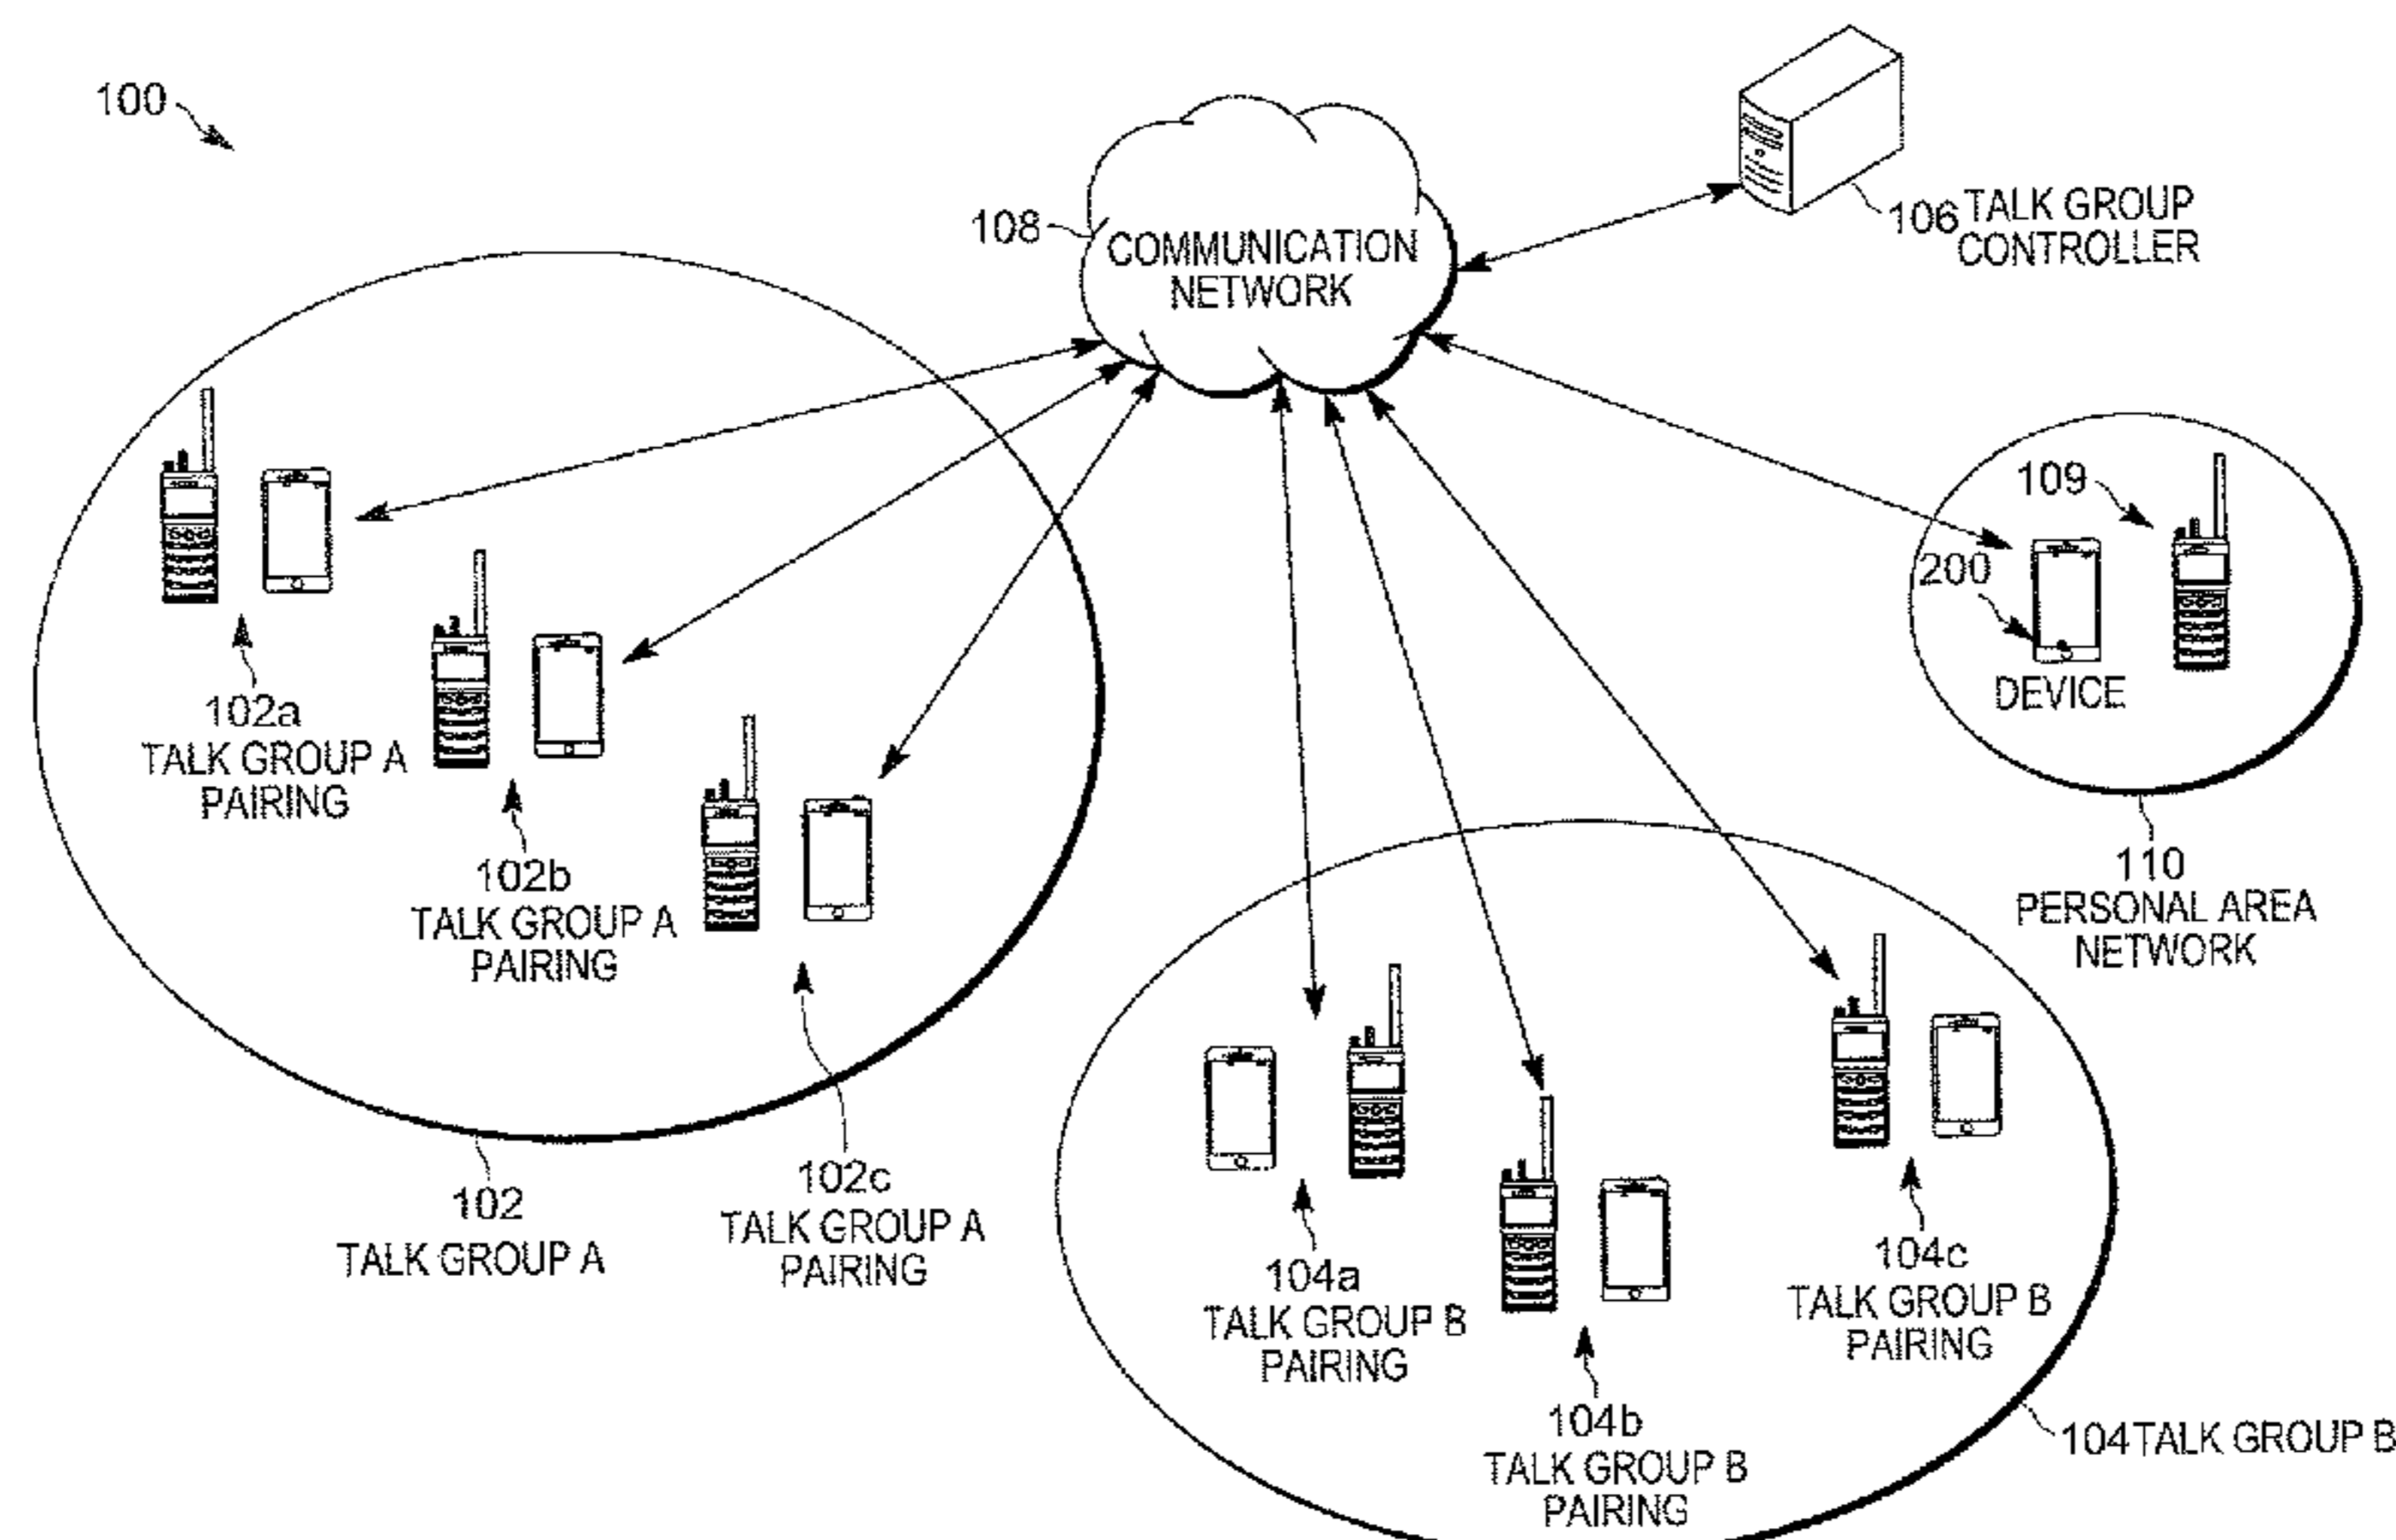 100
108
COMMUNICATION
NETWORK
106 TALK GROUP
CONTROLLER
109
200
DEVICE
102a
TALK GROUP A
PAIRING
102b
TALK GROUP A
PAIRING
110
PERSONAL AREA
NETWORK
102
TALK GROUP A
102c
TALK GROUP A
PAIRING
104a
TALK GROUP B
PAIRING
104b
TALK GROUP B
PAIRING
104c
TALK GROUP B
PAIRING
104 TALK GROUP B